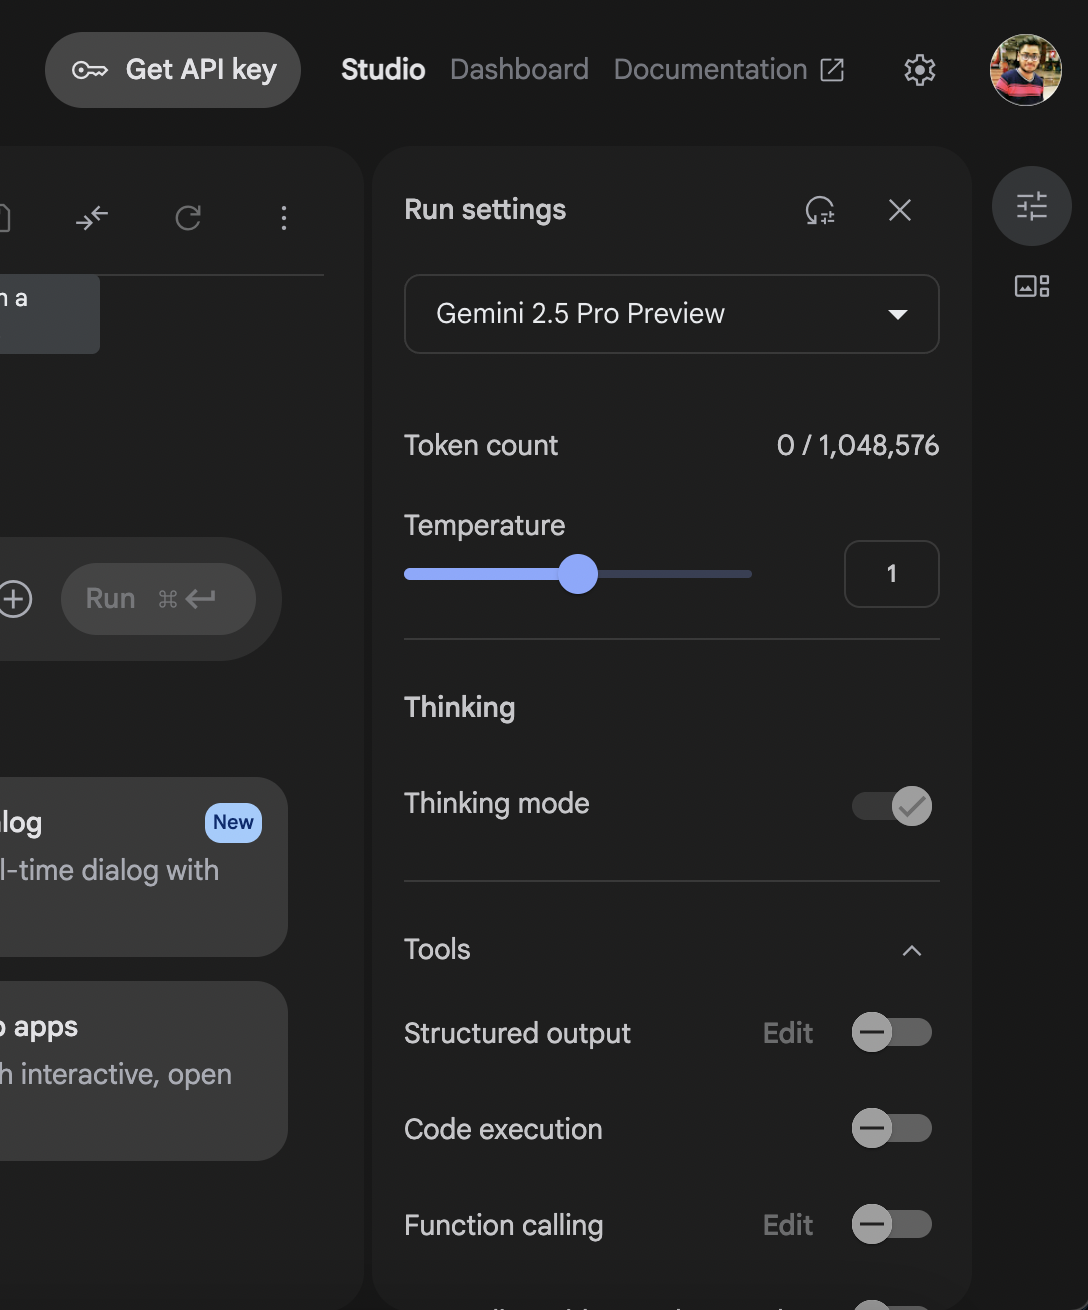 Get API key
Studio
Dashboard
Documentation
a
Run
⌘
New
l-time dialog with
apps
interactive, open
Run settings
Gemini 2.5 Pro Preview
Token count
0 / 1,048,576
Temperature
1
Thinking
Thinking mode
Tools
Structured output
Edit
Code execution
Function calling
Edit